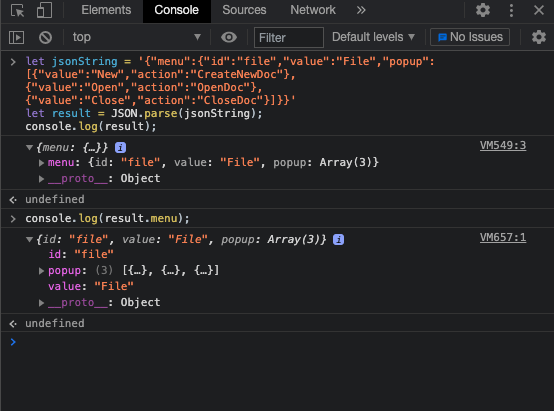 Elements Console Sources Network »
top Filter Default levels No Issues
let jsonString = '{"menu":{"id":"file","value":"File","popup":
[{"value":"New","action":"CreateNewDoc"},
{"value":"Open","action":"OpenDoc"},
{"value":"Close","action":"CloseDoc"}]}}'
let result = JSON.parse(jsonString);
console.log(result);
{menu: {…}} i VM549:3
menu: {id: "file", value: "File", popup: Array(3)}
__proto__: Object
undefined
console.log(result.menu);
{id: "file", value: "File", popup: Array(3)} i VM657:1
id: "file"
popup: (3) [{…}, {…}, {…}]
value: "File"
__proto__: Object
undefined